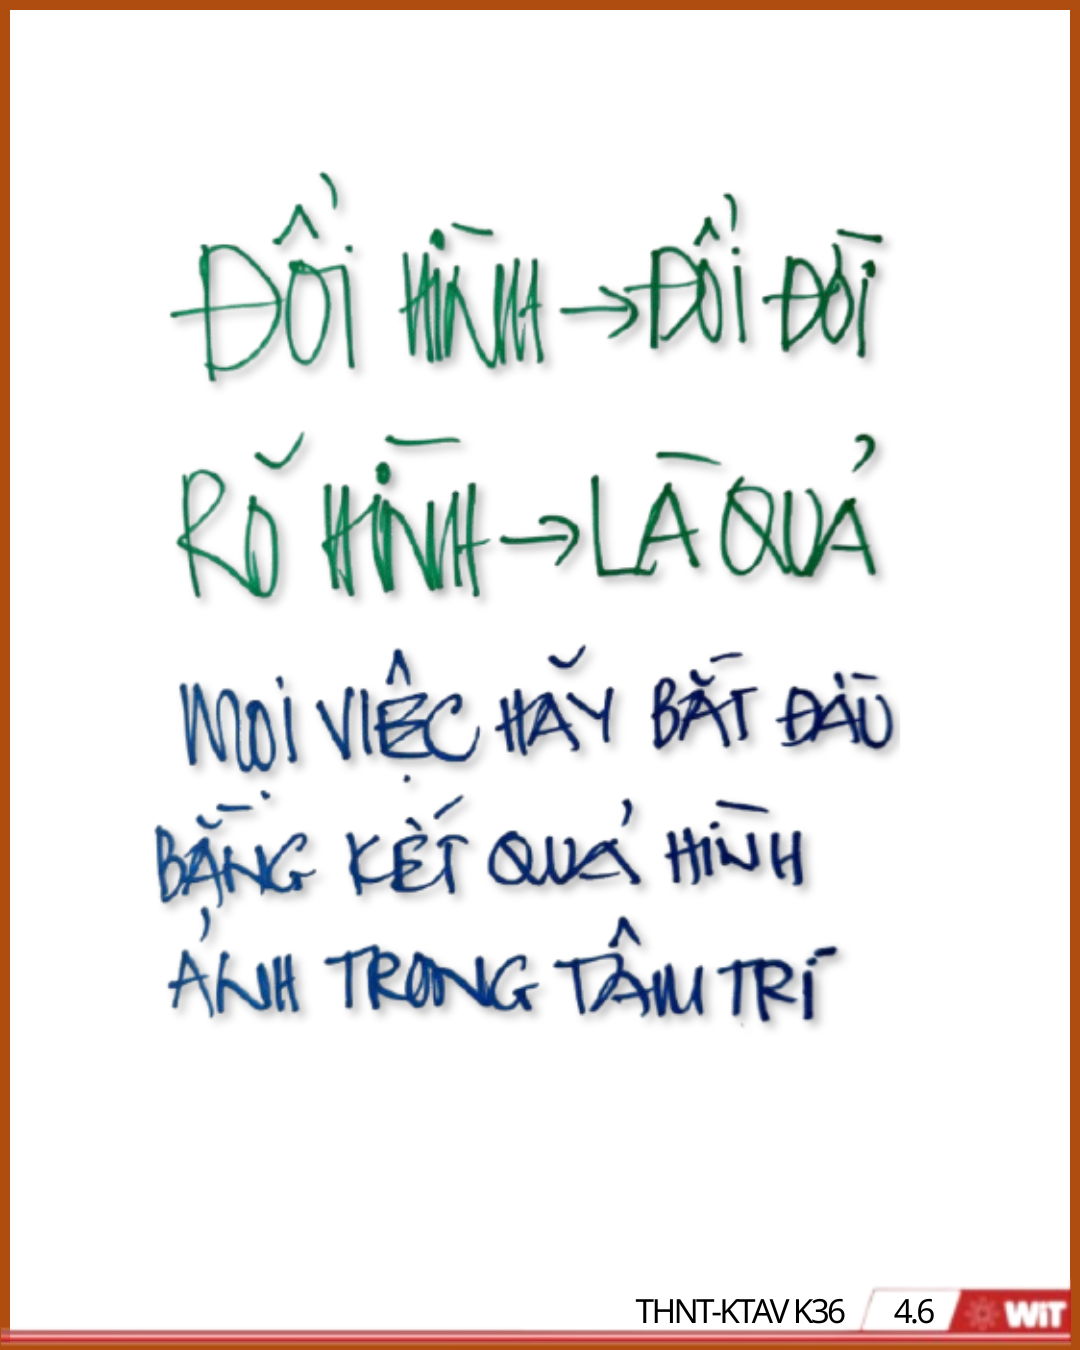 ĐỔI HÌNH → ĐỔI ĐỜI
RÕ HÌNH → LÀ QUẢ
MỌI VIỆC HÃY BẮT ĐẦU
BẰNG KẾT QUẢ HÌNH
ẢNH TRONG TÂM TRÍ
THNT-KTAV K36 4.6 WiT